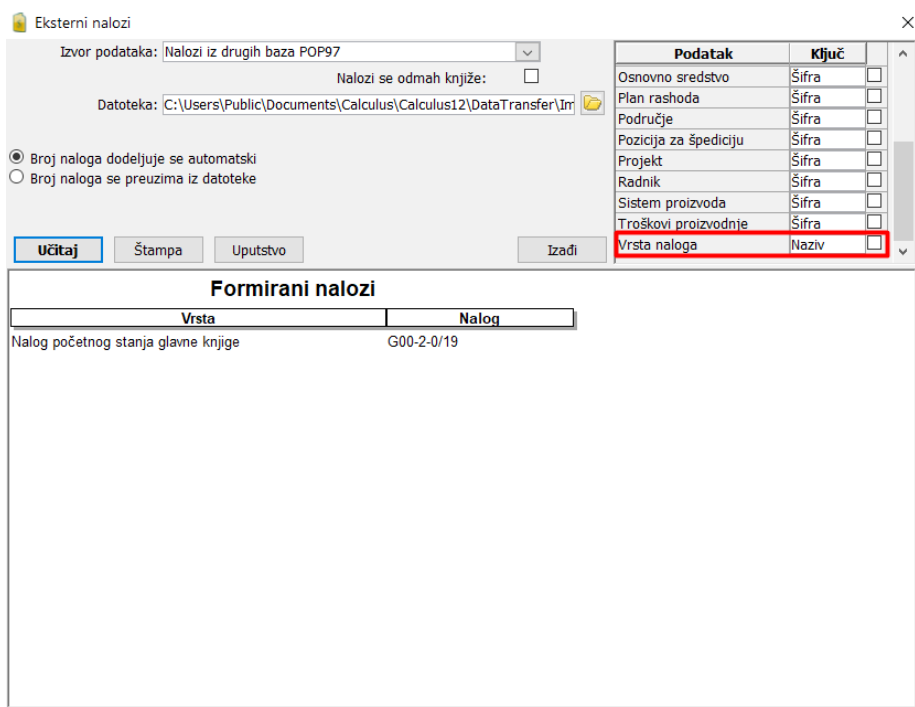 Eksterni nalozi
Izvor podataka: Nalozi iz drugih baza POP97
Nalozi se odmah knjiže:
Datoteka: C:\Users\Public\Documents\Calculus\Calculus12\DataTransfer\Im
Broj naloga dodeljuje se automatski
Broj naloga se preuzima iz datoteke
Učitaj Štampa Uputstvo Izađi
Podatak Ključ
Osnovno sredstvo Šifra
Plan rashoda Šifra
Područje Šifra
Pozicija za špediciju Šifra
Projekt Šifra
Radnik Šifra
Sistem proizvoda Šifra
Troškovi proizvodnje Šifra
Vrsta naloga Naziv
Formirani nalozi
Vrsta Nalog
Nalog početnog stanja glavne knjige G00-2-0/19